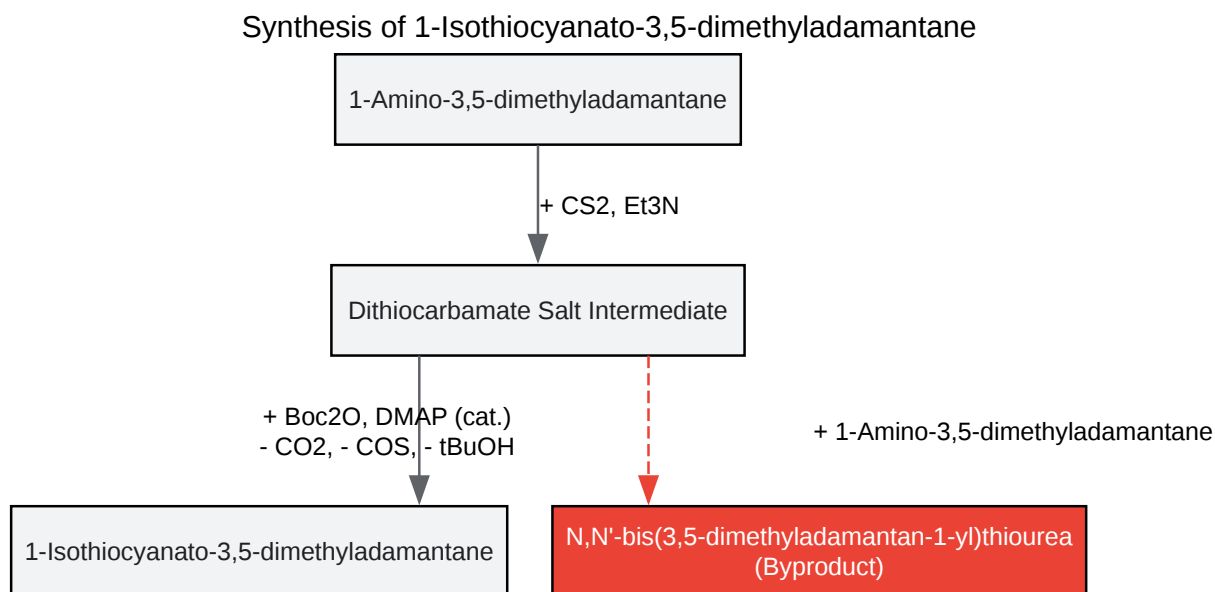 Synthesis of 1-Isothiocyanato-3,5-dimethyladamantane
1-Amino-3,5-dimethyladamantane
+ CS2, Et3N
Dithiocarbamate Salt Intermediate
+ Boc2O, DMAP (cat.)
- CO2, - COS, - tBuOH
+ 1-Amino-3,5-dimethyladamantane
1-Isothiocyanato-3,5-dimethyladamantane
N,N'-bis(3,5-dimethyladamantan-1-yl)thiourea
(Byproduct)